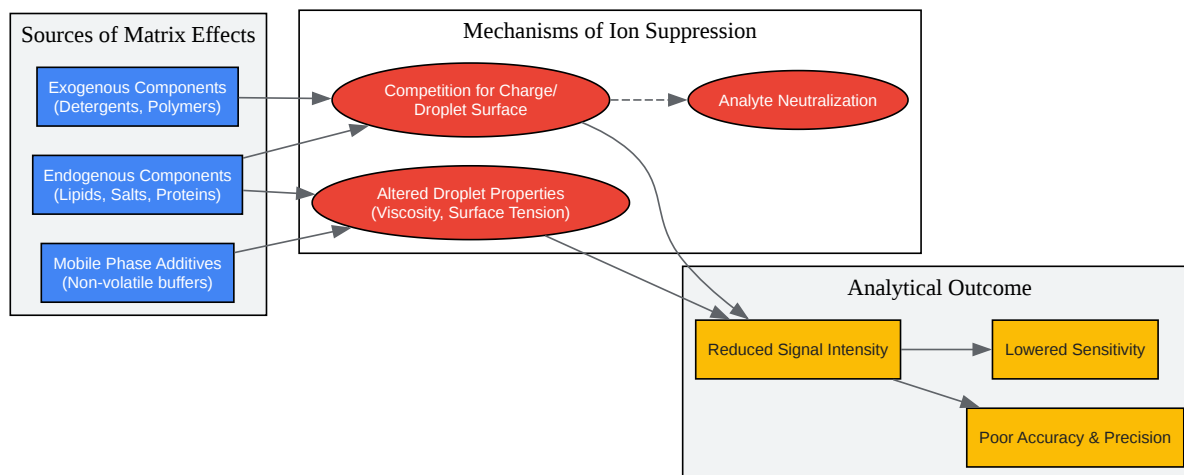 Sources of Matrix Effects
Exogenous Components
(Detergents, Polymers)
Endogenous Components
(Lipids, Salts, Proteins)
Mobile Phase Additives
(Non-volatile buffers)
Mechanisms of Ion Suppression
Competition for Charge/
Droplet Surface
Analyte Neutralization
Altered Droplet Properties
(Viscosity, Surface Tension)
Analytical Outcome
Reduced Signal Intensity
Lowered Sensitivity
Poor Accuracy & Precision